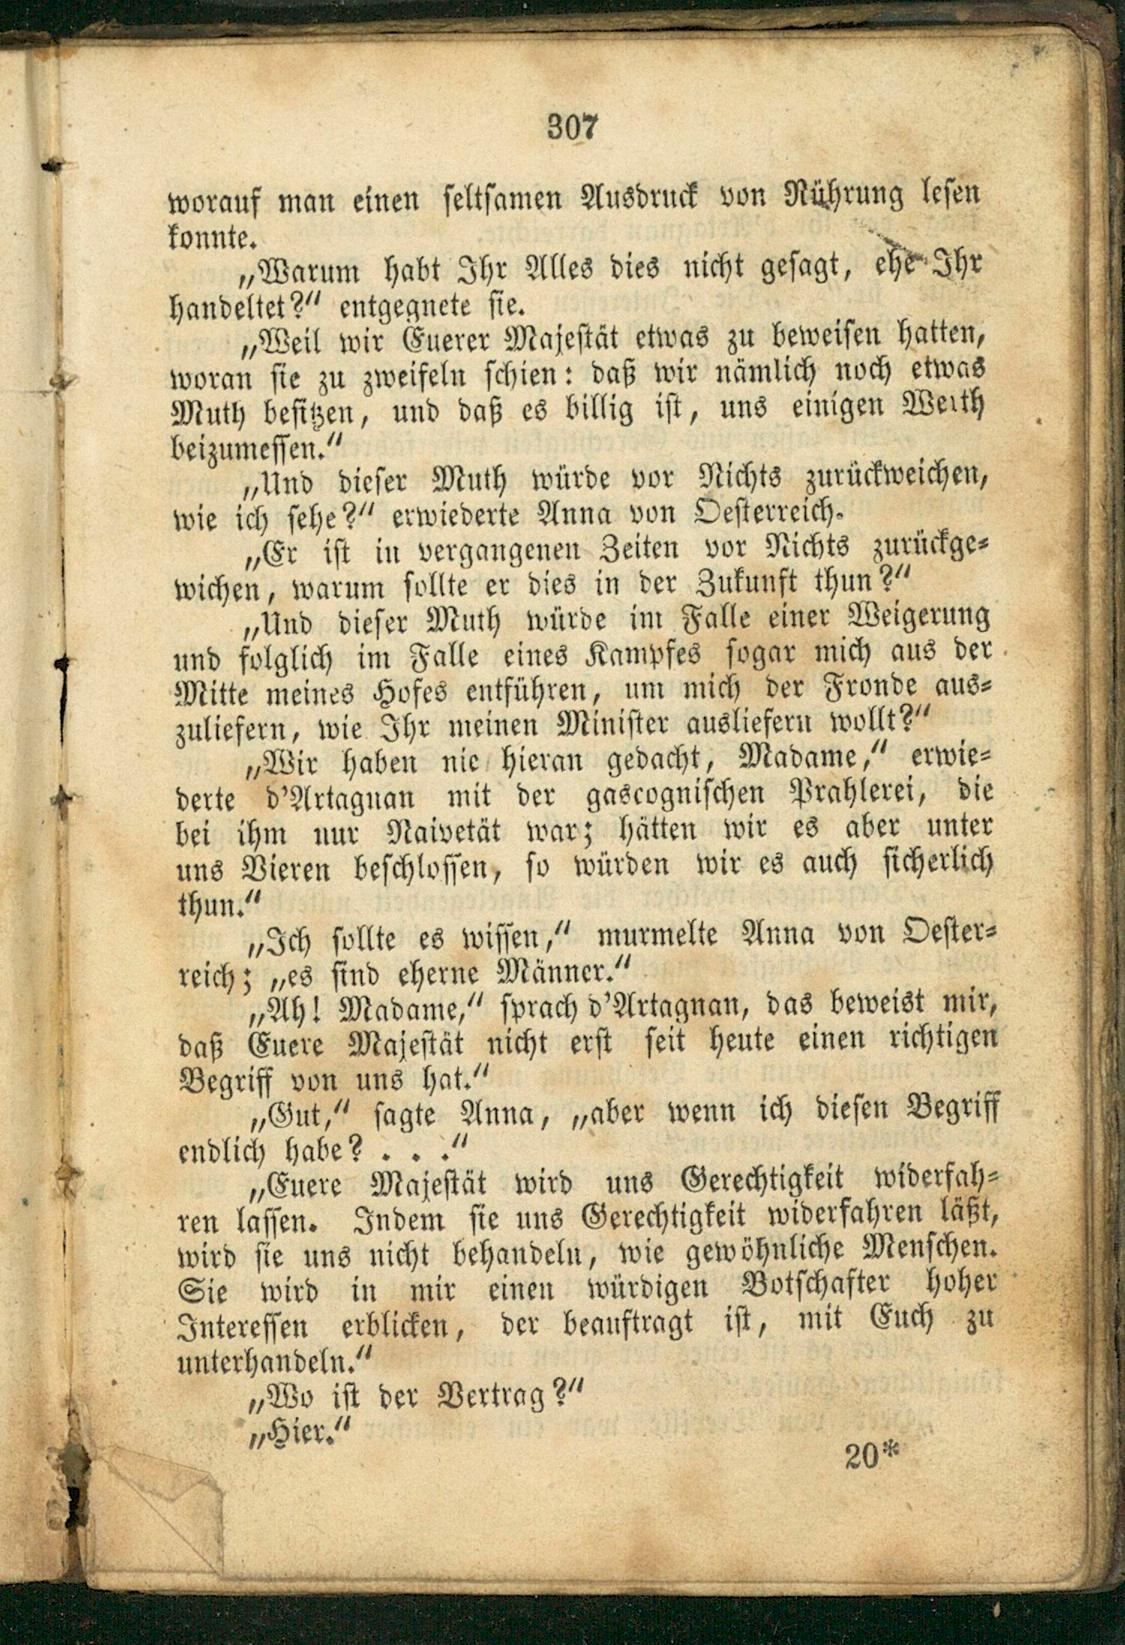 307
worauf man einen seltsamen Ausdruck von Rührung lesen
konnte.
„Warum habt Ihr Alles dies nicht gesagt, ehe Ihr
handeltet?“ entgegnete sie.
„Weil wir Euerer Majestät etwas zu beweisen hatten,
woran sie zu zweifeln schien: daß wir nämlich noch etwas
Muth besitzen, und daß es billig ist, uns einigen Werth
beizumessen.“
„Und dieser Muth würde vor Nichts zurückweichen,
wie ich sehe?“ erwiederte Anna von Oesterreich.
„Er ist in vergangenen Zeiten vor Nichts zurückge-
wichen, warum sollte er dies in der Zukunft thun?“
„Und dieser Muth würde im Falle einer Weigerung
und folglich im Falle eines Kampfes sogar mich aus der
Mitte meines Hofes entführen, um mich der Fronde aus-
zuliefern, wie Ihr meinen Minister ausliefern wollt?“
„Wir haben nie hieran gedacht, Madame,“ erwie-
derte d'Artagnan mit der gascognischen Prahlerei, die
bei ihm nur Naivetät war; hätten wir es aber unter
uns Vieren beschlossen, so würden wir es auch sicherlich
thun.“
„Ich sollte es wissen,“ murmelte Anna von Oester-
reich; „es sind eherne Männer.“
„Ah! Madame,“ sprach d'Artagnan, das beweist mir,
daß Euere Majestät nicht erst seit heute einen richtigen
Begriff von uns hat.“
„Gut,“ sagte Anna, „aber wenn ich diesen Begriff
endlich habe? . . .“
„Euere Majestät wird uns Gerechtigkeit widerfah-
ren lassen. Indem sie uns Gerechtigkeit widerfahren läßt,
wird sie uns nicht behandeln, wie gewöhnliche Menschen.
Sie wird in mir einen würdigen Botschafter hoher
Interessen erblicken, der beauftragt ist, mit Euch zu
unterhandeln.“
„Wo ist der Vertrag?“
„Hier.“
20*